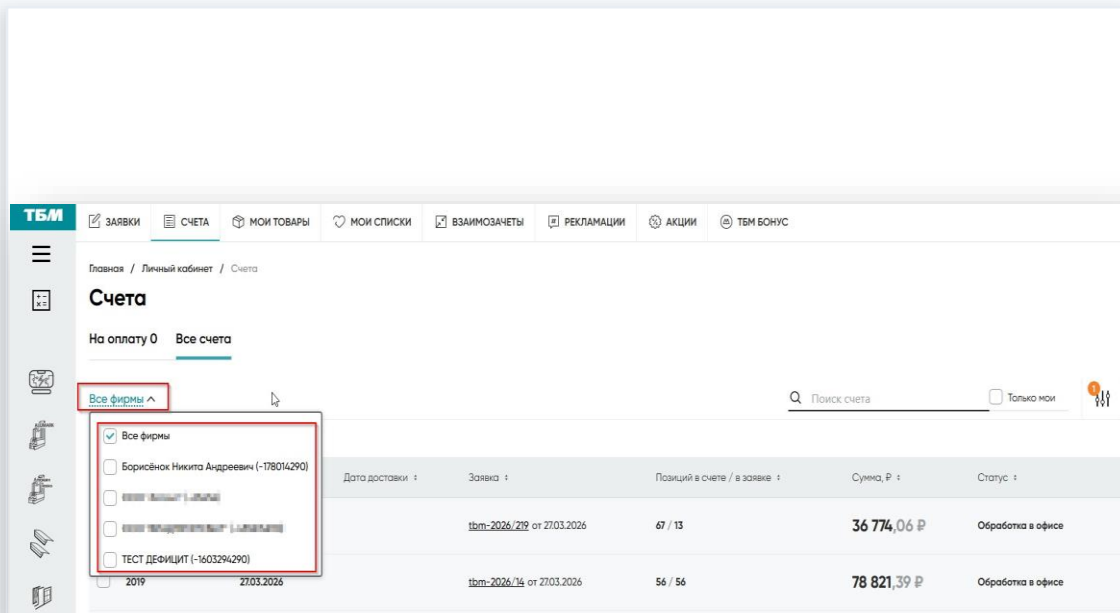 ТБМ
ЗАЯВКИ СЧЕТА МОИ ТОВАРЫ МОИ СПИСКИ ВЗАИМОЗАЧЕТЫ РЕКЛАМАЦИИ АКЦИИ ТБМ БОНУС
Главная / Личный кабинет / Счета
Счета
На оплату 0 Все счета
Все фирмы Поиск счета Только мои 1
Все фирмы
Борисёнок Никита Андреевич (-178014290)
Дата доставки Заявка Позиций в счете / в заявке Сумма, ₽ Статус
tbm-2026/219 от 27.03.2026 67 / 13 36 774,06 ₽ Обработка в офисе
ТЕСТ ДЕФИЦИТ (-1603294290)
2019 27.03.2026 tbm-2026/14 от 27.03.2026 56 / 56 78 821,39 ₽ Обработка в офисе